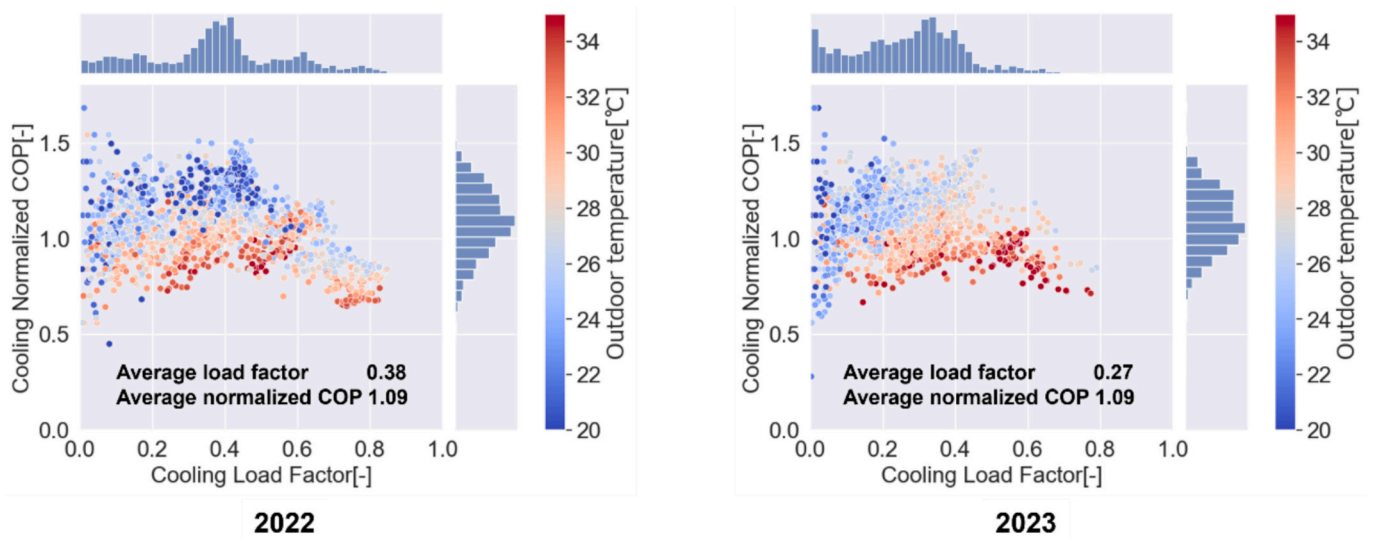 34
32
30
28
26
24
22
20
Outdoor temperature[℃]
1.5
1.0
0.5
0.0
Cooling Normalized COP[-]
Average load factor 0.38
Average normalized COP 1.09
0.0 0.2 0.4 0.6 0.8 1.0
Cooling Load Factor[-]
2022
34
32
30
28
26
24
22
20
Outdoor temperature[℃]
1.5
1.0
0.5
0.0
Cooling Normalized COP[-]
Average load factor 0.27
Average normalized COP 1.09
0.0 0.2 0.4 0.6 0.8 1.0
Cooling Load Factor[-]
2023